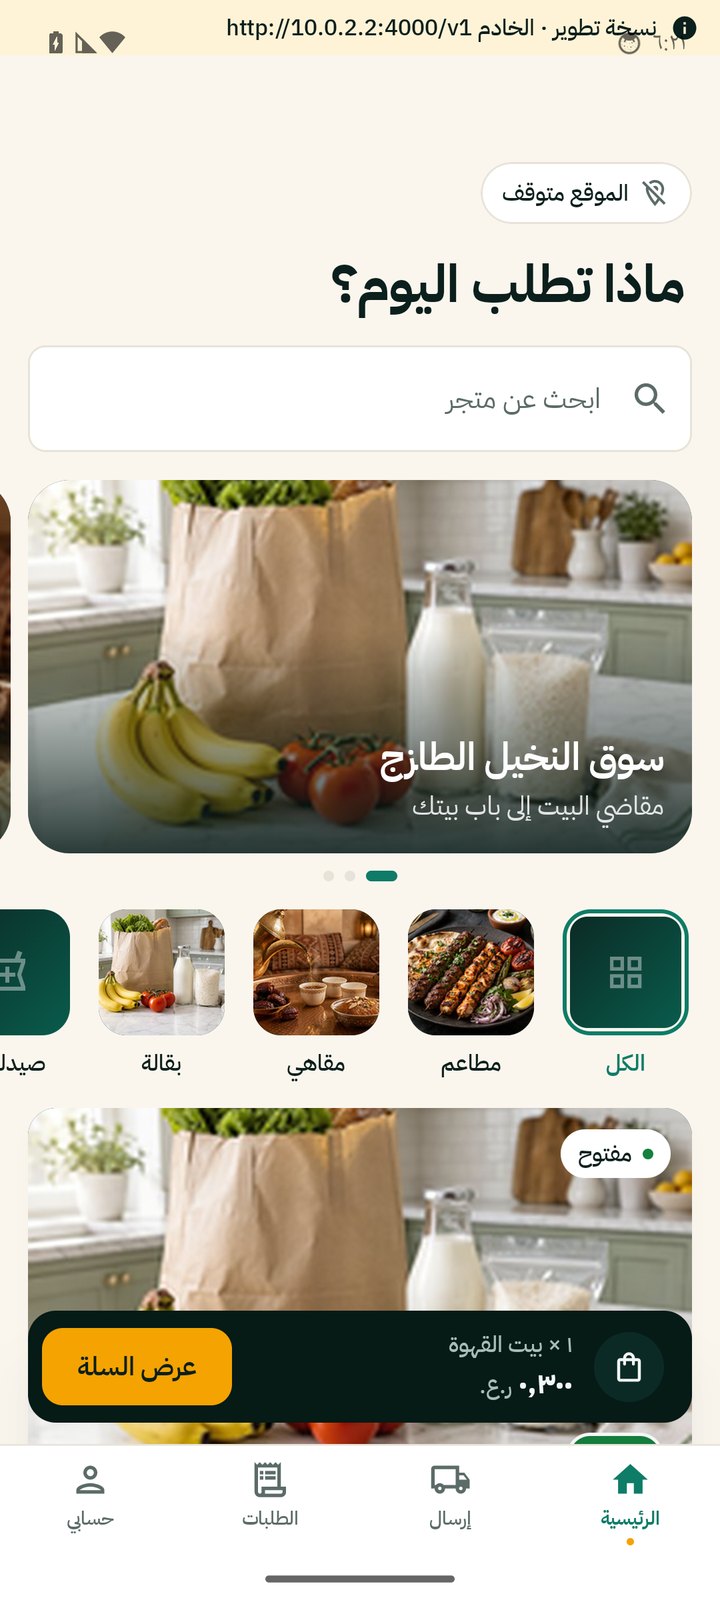 نسخة تطوير · الخادم http://10.0.2.2:4000/v1
٦:٢١
الموقع متوقف
ماذا تطلب اليوم؟
ابحث عن متجر
سوق النخيل الطازج
مقاضي البيت إلى باب بيتك
الكل
مطاعم
مقاهي
بقالة
صيدل
مفتوح
١ × بيت القهوة
٠,٣٠٠ ر.ع.
عرض السلة
الرئيسية
إرسال
الطلبات
حسابي